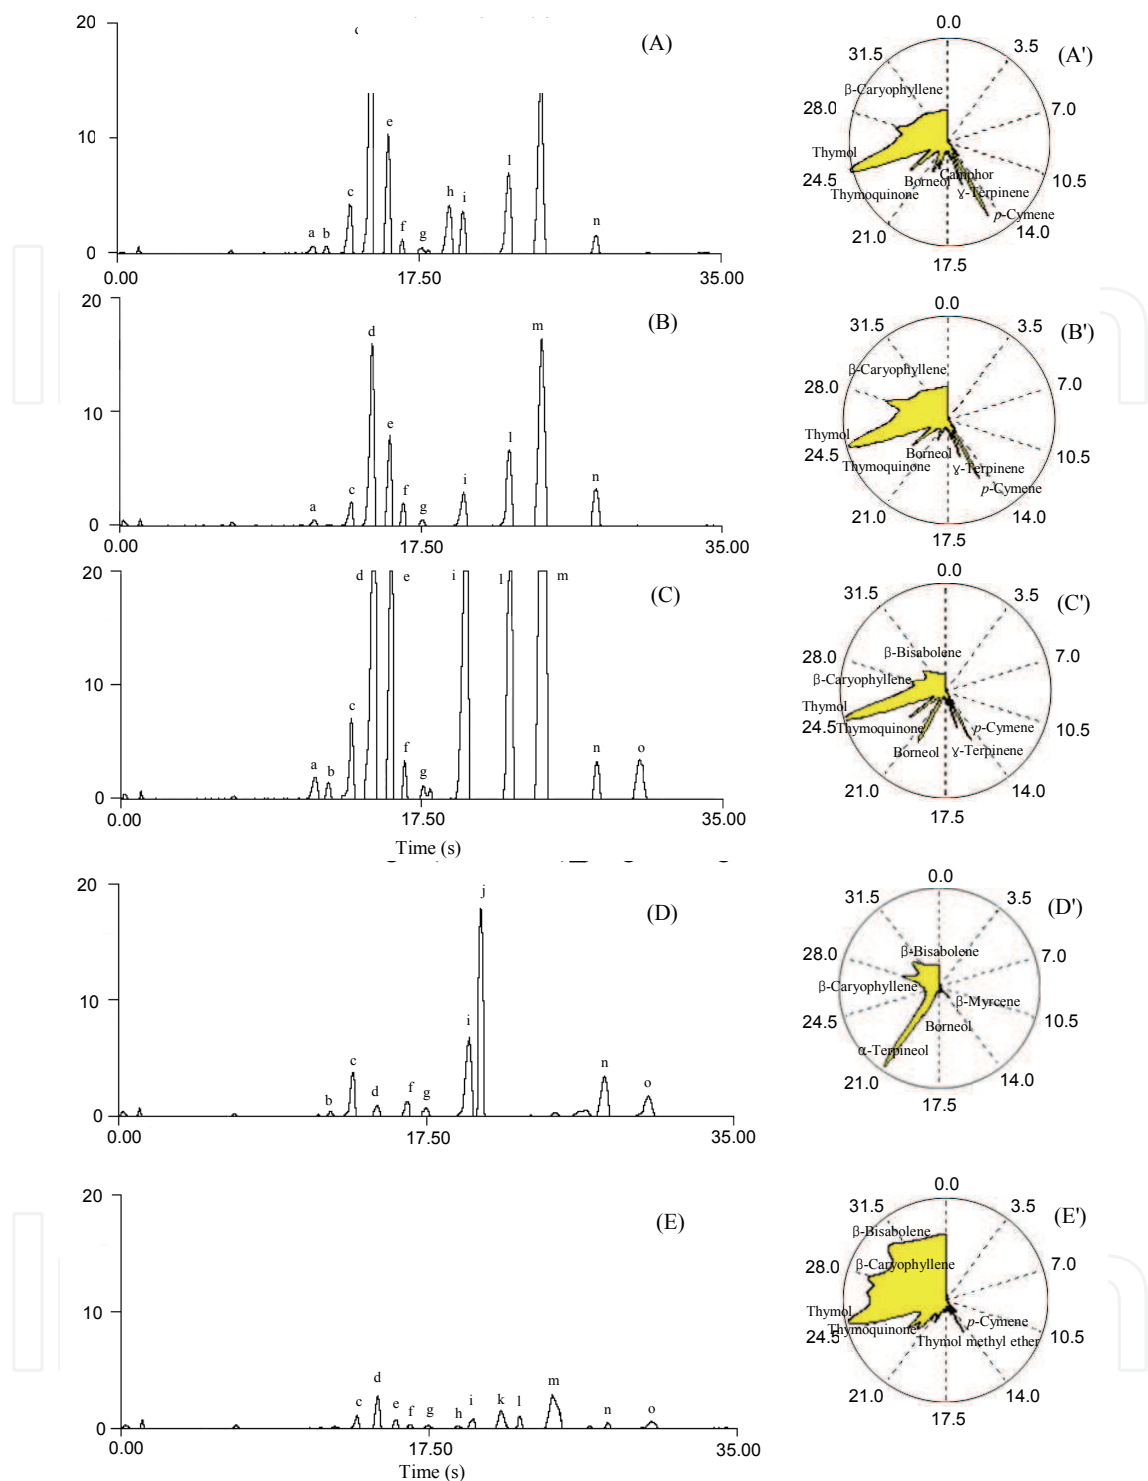 20
10
0
0.00
17.50
35.00
(A)
a
b
c
e
f
g
h
i
l
n
(A')
0.0
3.5
7.0
10.5
14.0
17.5
21.0
24.5
28.0
31.5
β-Caryophyllene
Thymol
Thymoquinone
Borneol
Camphor
γ-Terpinene
p-Cymene
20
10
0
0.00
17.50
35.00
(B)
a
c
d
e
f
g
i
l
m
n
(B')
0.0
3.5
7.0
10.5
14.0
17.5
21.0
24.5
28.0
31.5
β-Caryophyllene
Thymol
Thymoquinone
Borneol
γ-Terpinene
p-Cymene
20
10
0
0.00
17.50
35.00
Time (s)
(C)
a
b
c
d
e
f
g
i
l
m
n
o
(C')
0.0
7.0
10.5
14.0
17.5
21.0
24.5
28.0
31.5
3.5
β-Bisabolene
β-Caryophyllene
Thymol
Thymoquinone
Borneol
γ-Terpinene
p-Cymene
20
10
0
0.00
17.50
35.00
(D)
b
c
d
f
g
i
j
n
o
(D')
0.0
3.5
7.0
10.5
14.0
17.5
21.0
24.5
28.0
31.5
β-Bisabolene
β-Caryophyllene
β-Myrcene
Borneol
α-Terpineol
20
10
0
0.00
17.50
35.00
Time (s)
(E)
c
d
e
f
g
h
i
k
l
m
n
o
(E')
0.0
3.5
7.0
10.5
14.0
17.5
21.0
24.5
28.0
31.5
β-Bisabolene
β-Caryophyllene
Thymol
Thymoquinone
p-Cymene
Thymol methyl ether